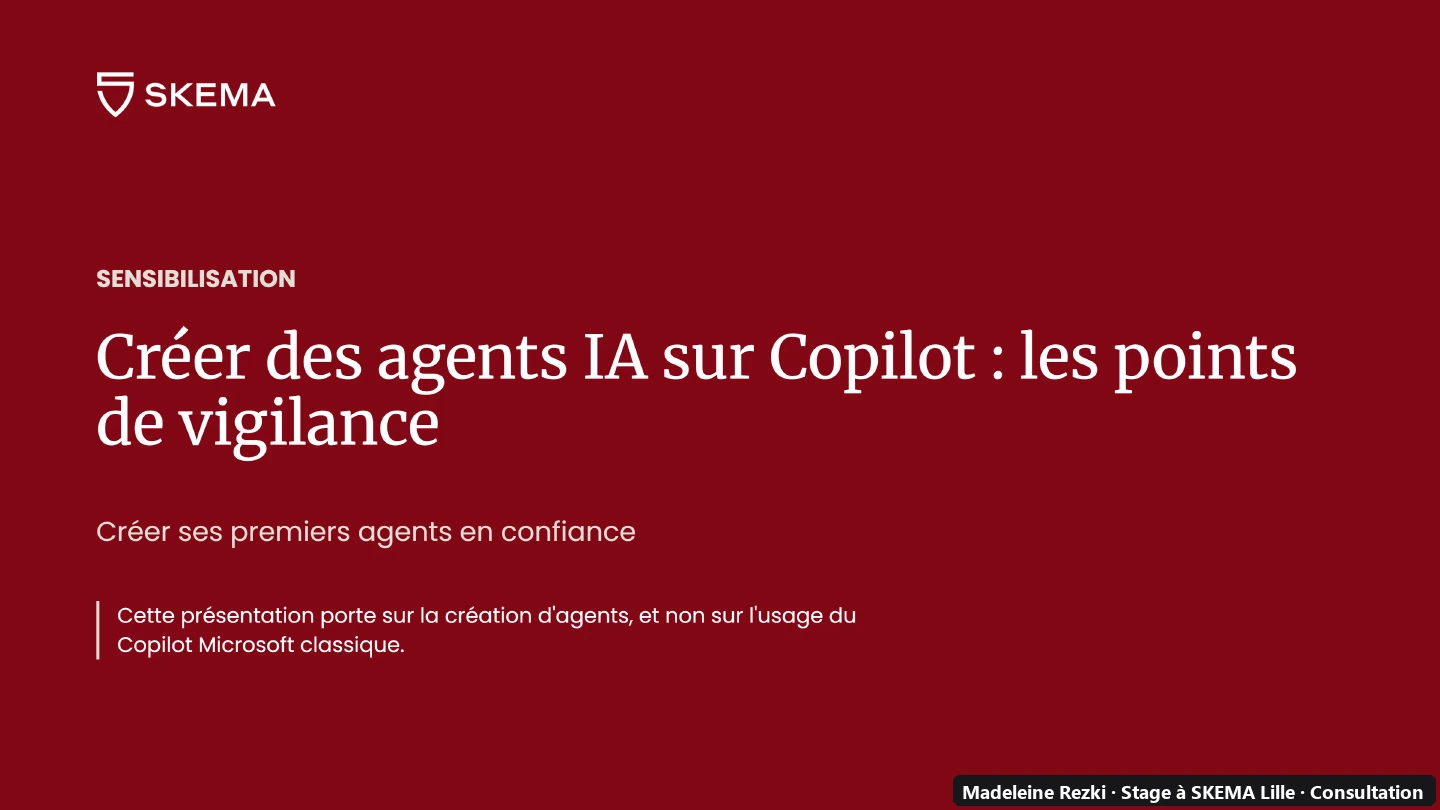 SKEMA
SENSIBILISATION
Créer des agents IA sur Copilot : les points
de vigilance
Créer ses premiers agents en confiance
Cette présentation porte sur la création d'agents, et non sur l'usage du
Copilot Microsoft classique.
Madeleine Rezki · Stage à SKEMA Lille · Consultation